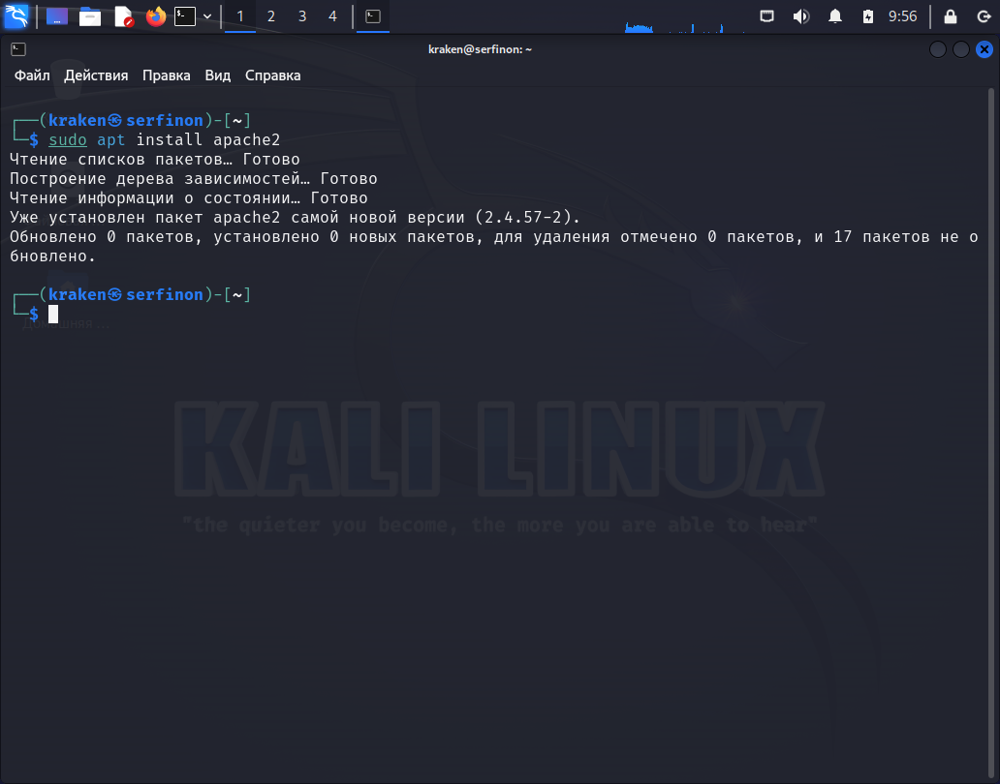 1 2 3 4 9:56
kraken@serfinon: ~
Файл Действия Правка Вид Справка
┌──(kraken㉿serfinon)-[~]
└─$ sudo apt install apache2
Чтение списков пакетов… Готово
Построение дерева зависимостей… Готово
Чтение информации о состоянии… Готово
Уже установлен пакет apache2 самой новой версии (2.4.57-2).
Обновлено 0 пакетов, установлено 0 новых пакетов, для удаления отмечено 0 пакетов, и 17 пакетов не о
бновлено.
┌──(kraken㉿serfinon)-[~]
└─$
Домашняя ...
KALI LINUX
"the quieter you become, the more you are able to hear"